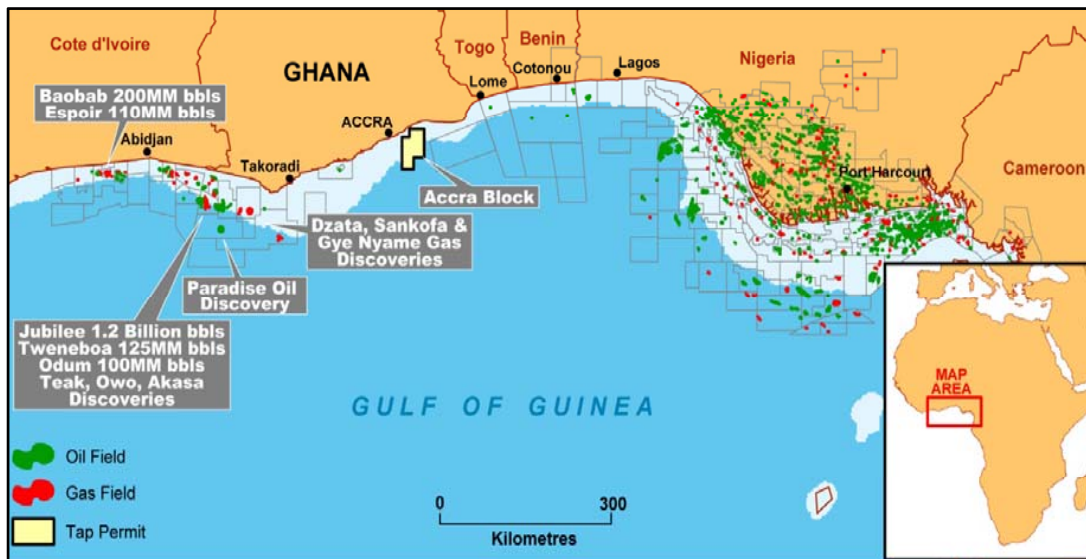 Cote d'Ivoire
GHANA
Togo
Benin
Nigeria
Cameroon
Cotonou
Lagos
Lome
ACCRA
Abidjan
Takoradi
Port Harcourt
Baobab 200MM bbls
Espoir 110MM bbls
Accra Block
Dzata, Sankofa &
Gye Nyame Gas
Discoveries
Paradise Oil
Discovery
Jubilee 1.2 Billion bbls
Tweneboa 125MM bbls
Odum 100MM bbls
Teak, Owo, Akasa
Discoveries
GULF OF GUINEA
MAP
AREA
Oil Field
Gas Field
Tap Permit
0 300
Kilometres